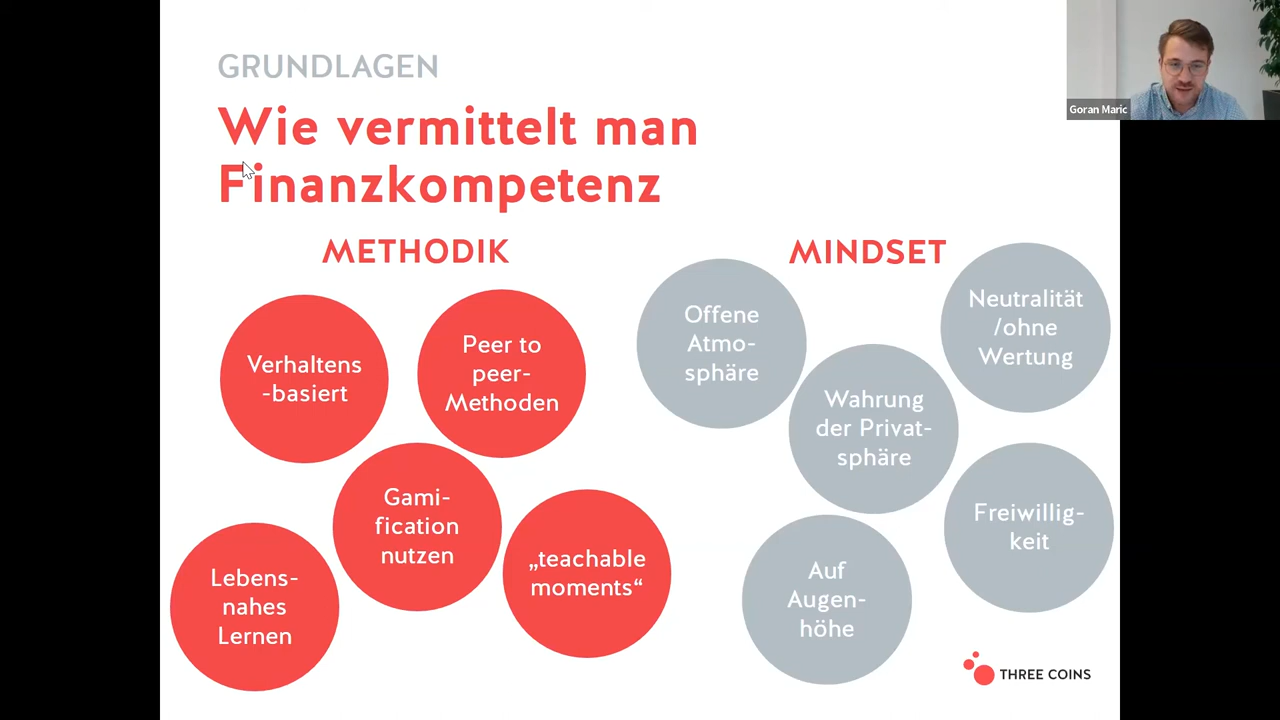 GRUNDLAGEN
Wie vermittelt man
Finanzkompetenz
METHODIK
Verhaltens
-basiert
Peer to
peer-
Methoden
Gami-
fication
nutzen
Lebens-
nahes
Lernen
„teachable
moments“
MINDSET
Offene
Atmo-
sphäre
Neutralität
/ohne
Wertung
Wahrung
der Privat-
sphäre
Freiwillig-
keit
Auf
Augen-
höhe
THREE COINS
Goran Maric